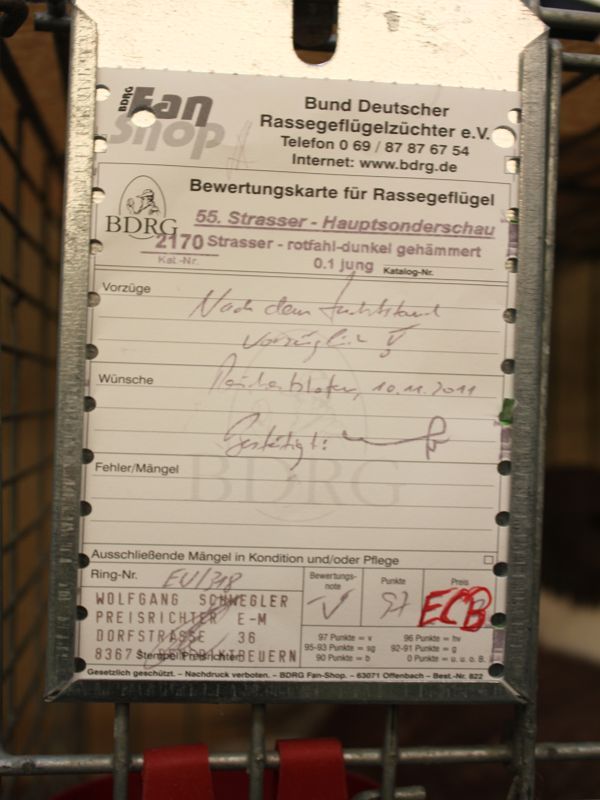 BDRG Fan Shop
Bund Deutscher
Rassegeflügelzüchter e.V.
Telefon 0 69 / 87 87 67 54
Internet: www.bdrg.de
Bewertungskarte für Rassegeflügel
BDRG
55. Strasser - Hauptsonderschau
2170 Strasser - rotfahl-dunkel gehämmert
Kat.-Nr. 0.1 jung Katalog-Nr.
Vorzüge
Nach dem Zuchtstand
vorzüglich V
Wünsche
10.11.2011
Bestätigt:
Fehler/Mängel
BDRG
Ausschließende Mängel in Kondition und/oder Pflege
Ring-Nr. EU/318
Bewertungs-
note
V
Punkte
97
Preis
ECB
WOLFGANG SCHWEGLER
PREISRICHTER E-M
DORFSTRASSE 36
8367 BEUERN
Stempel Preisrichter
97 Punkte = v 96 Punkte = hv
95-93 Punkte = sg 92-91 Punkte = g
90 Punkte = b 0 Punkte = u. u. o. B.
Gesetzlich geschützt. – Nachdruck verboten. – BDRG Fan-Shop. – 63071 Offenbach – Best.-Nr. 822